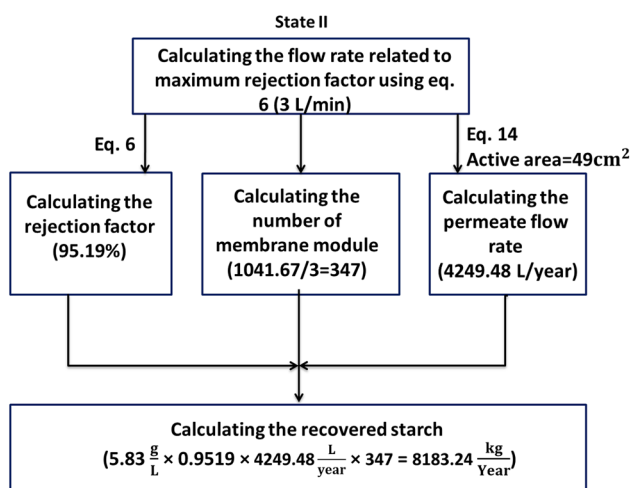 State II
Calculating the flow rate related to
maximum rejection factor using eq.
6 (3 L/min)
Eq. 6
Eq. 14
Active area=49cm²
Calculating the
rejection factor
(95.19%)
Calculating the
number of
membrane module
(1041.67/3=347)
Calculating the
permeate flow
rate
(4249.48 L/year)
Calculating the recovered starch
(5.83 g/L × 0.9519 × 4249.48 L/year × 347 = 8183.24 kg/Year)